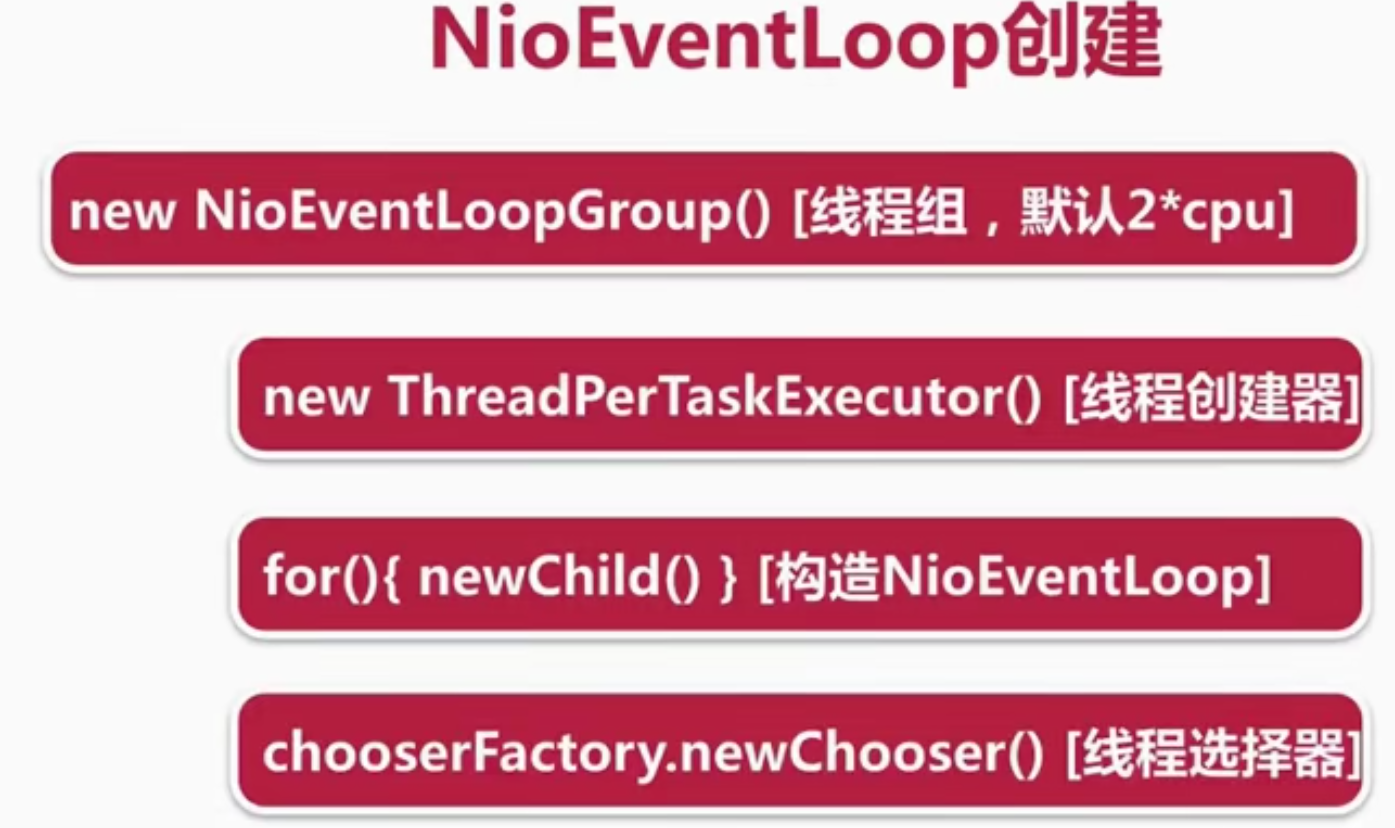 NioEventLoop创建
new NioEventLoopGroup() [线程组，默认2*cpu]
new ThreadPerTaskExecutor() [线程创建器]
for(){ newChild() } [构造NioEventLoop]
chooserFactory.newChooser() [线程选择器]